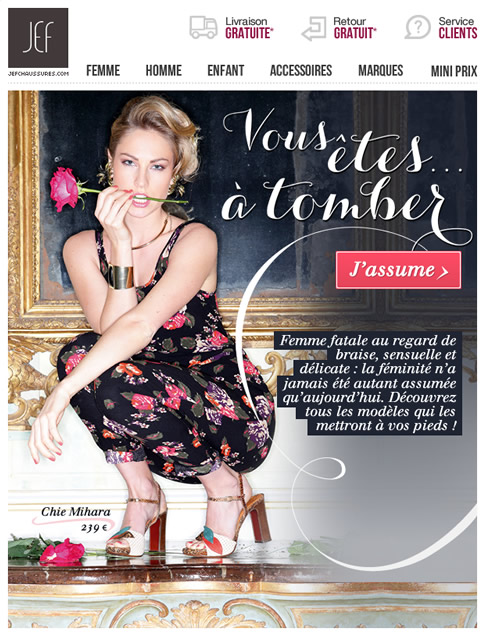 JEF
JEFCHAUSSURES.COM
Livraison
GRATUITE*
Retour
GRATUIT*
Service
CLIENTS
FEMME HOMME ENFANT ACCESSOIRES MARQUES MINI PRIX
Vous
êtes...
à tomber
J'assume >
Femme fatale au regard de
braise, sensuelle et
délicate : la féminité n'a
jamais été autant assumée
qu'aujourd'hui. Découvrez
tous les modèles qui les
mettront à vos pieds !
Chie Mihara
239 €